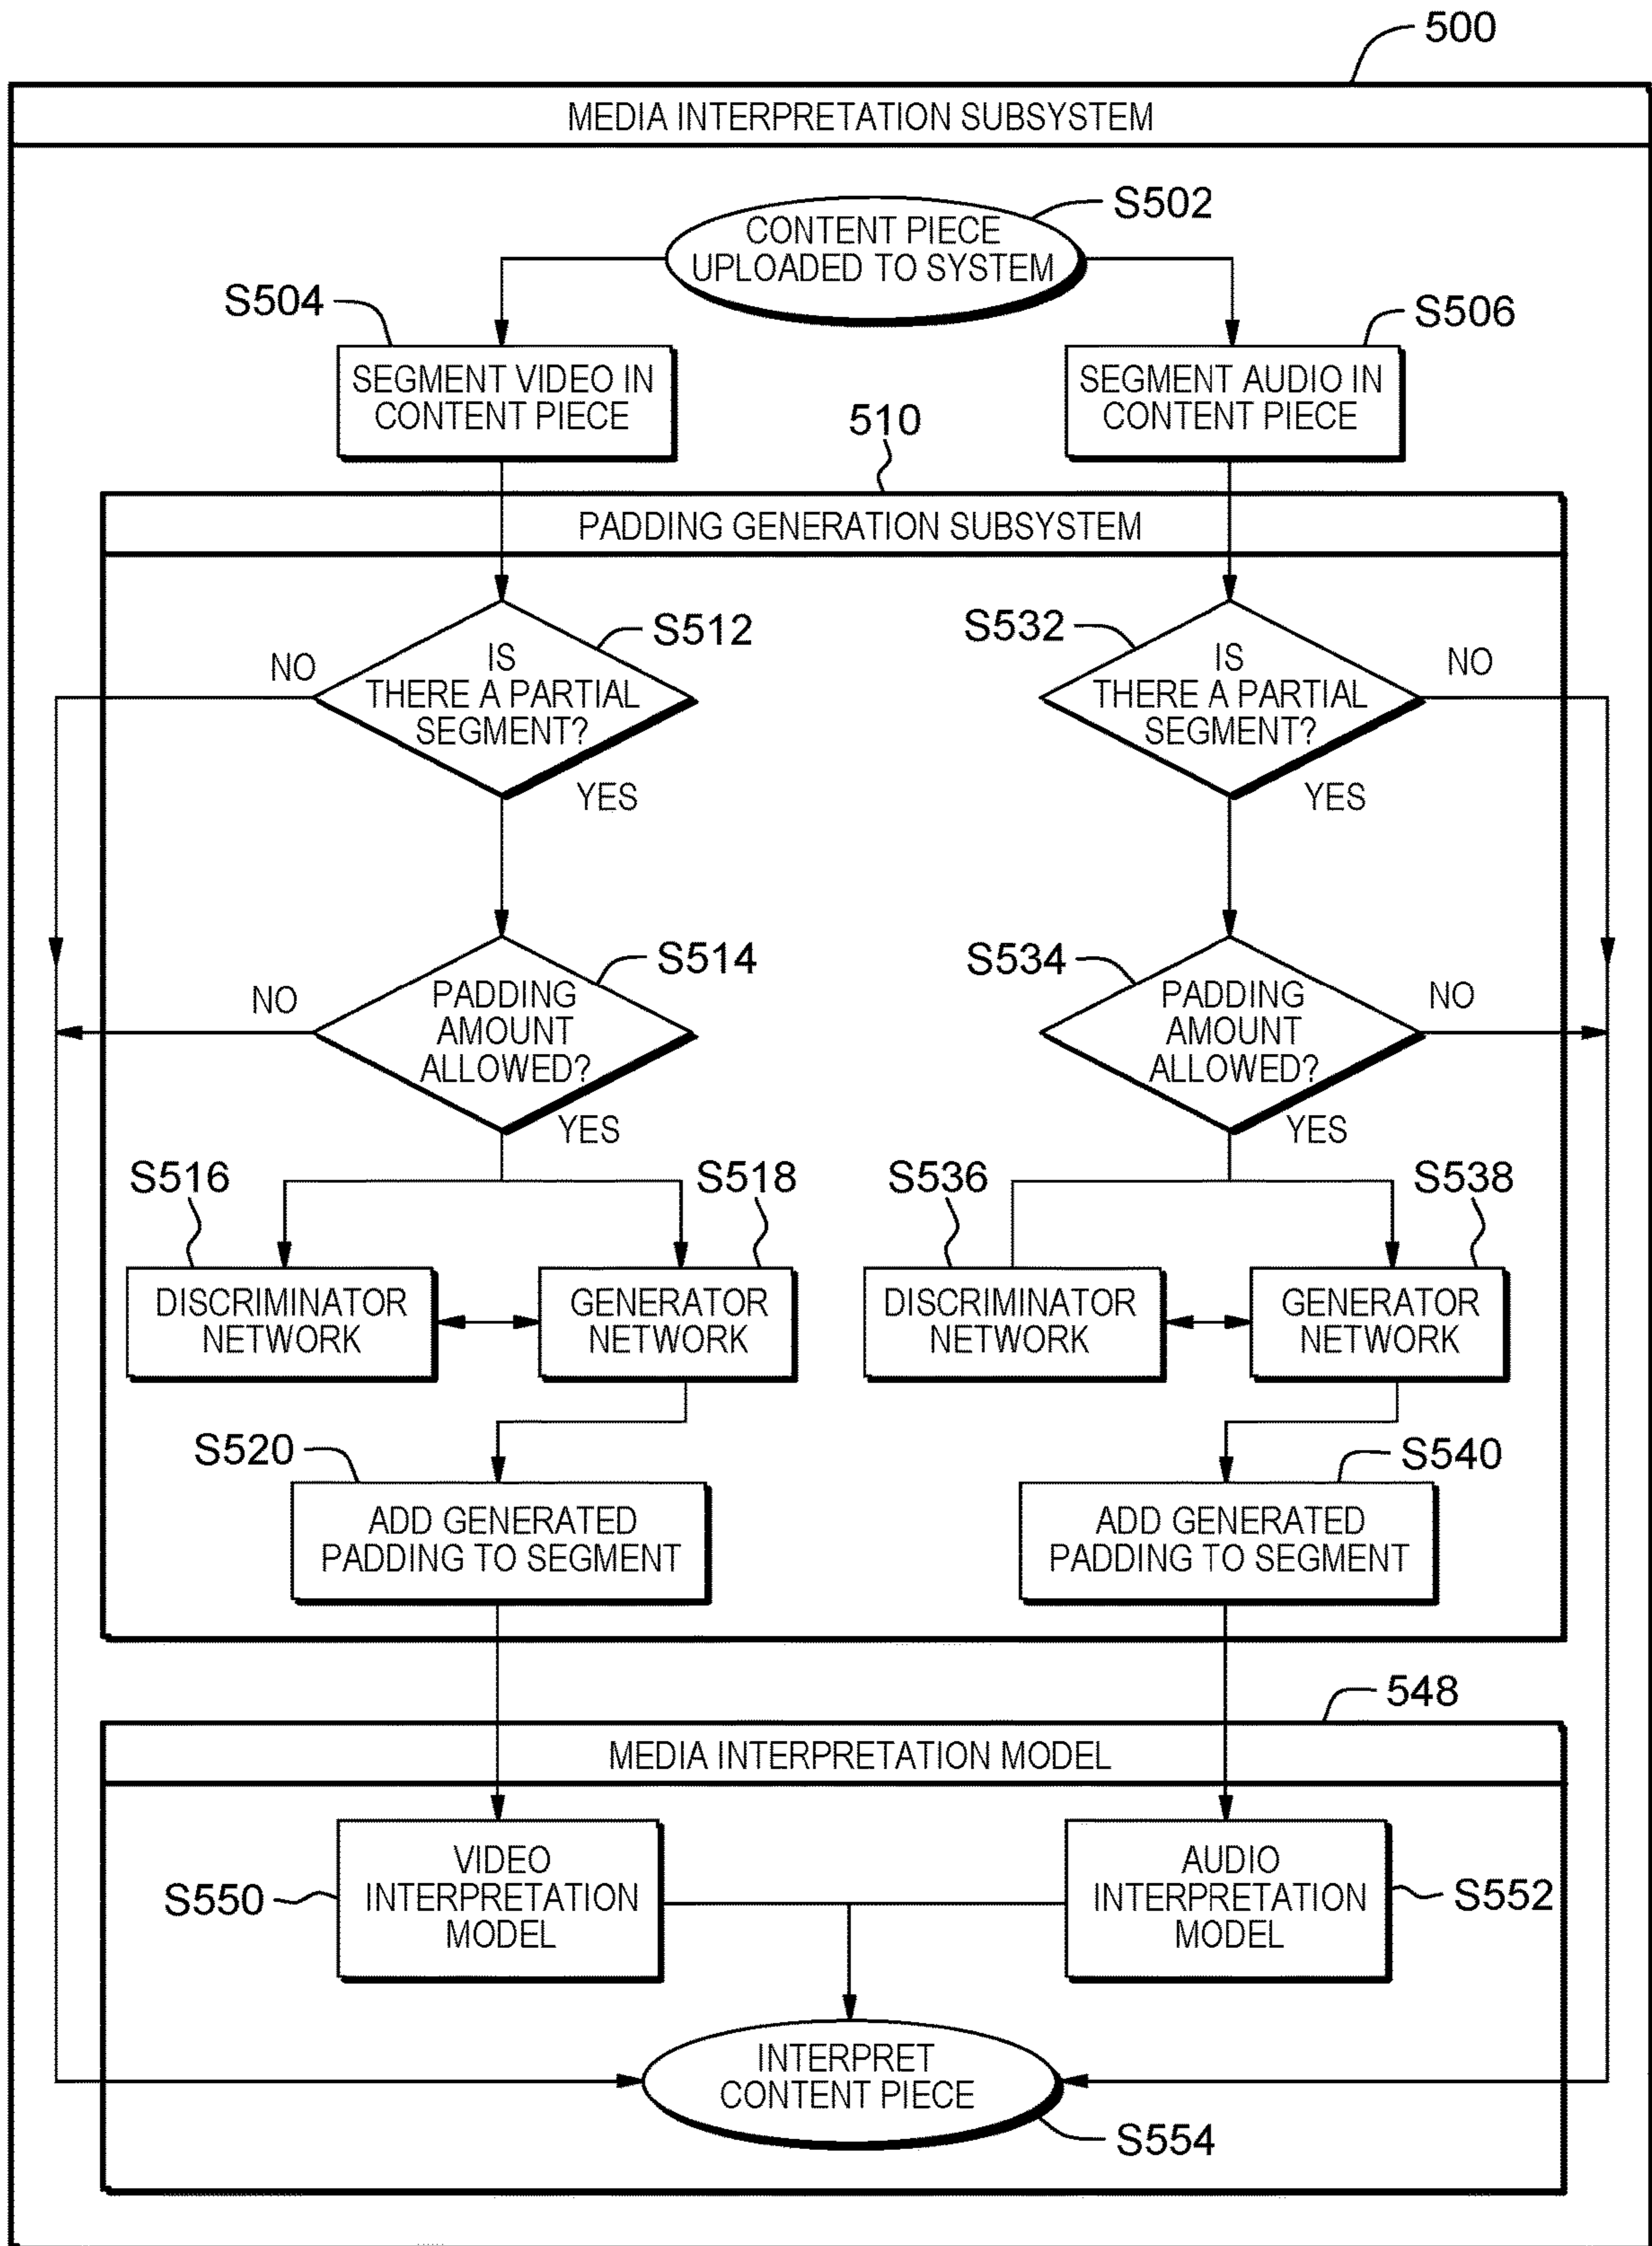 500
MEDIA INTERPRETATION SUBSYSTEM
S502
CONTENT PIECE
UPLOADED TO SYSTEM
S504
S506
SEGMENT VIDEO IN
CONTENT PIECE
SEGMENT AUDIO IN
CONTENT PIECE
510
PADDING GENERATION SUBSYSTEM
S512
S532
NO
IS
THERE A PARTIAL
SEGMENT?
YES
IS
THERE A PARTIAL
SEGMENT?
NO
YES
S514
S534
NO
PADDING
AMOUNT
ALLOWED?
YES
PADDING
AMOUNT
ALLOWED?
NO
YES
S516
S518
S536
S538
DISCRIMINATOR
NETWORK
GENERATOR
NETWORK
DISCRIMINATOR
NETWORK
GENERATOR
NETWORK
S520
S540
ADD GENERATED
PADDING TO SEGMENT
ADD GENERATED
PADDING TO SEGMENT
548
MEDIA INTERPRETATION MODEL
S550
VIDEO
INTERPRETATION
MODEL
AUDIO
INTERPRETATION
MODEL
S552
INTERPRET
CONTENT PIECE
S554